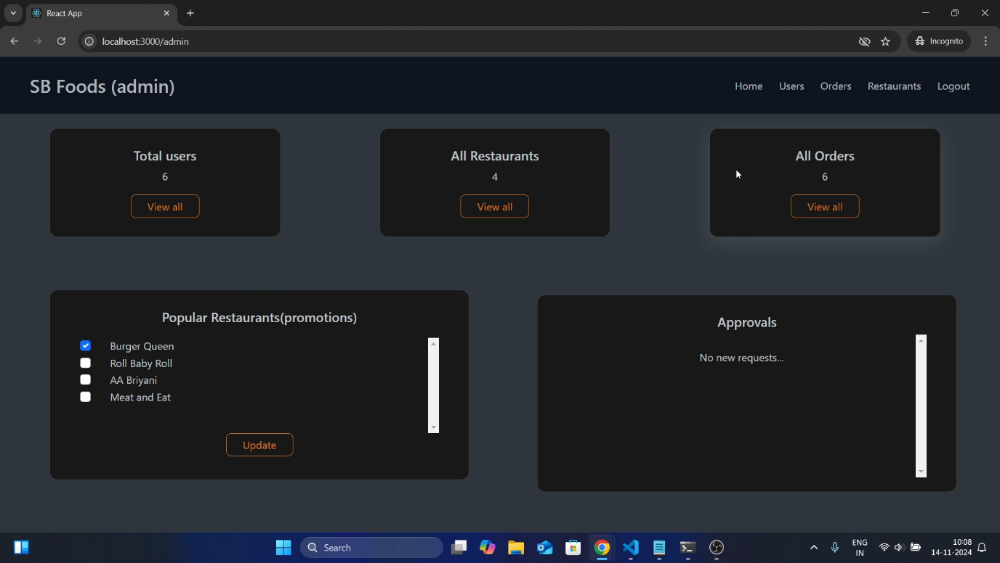 React App
localhost:3000/admin
Incognito
SB Foods (admin)
Home Users Orders Restaurants Logout
Total users
6
View all
All Restaurants
4
View all
All Orders
6
View all
Popular Restaurants(promotions)
Burger Queen
Roll Baby Roll
AA Briyani
Meat and Eat
Update
Approvals
No new requests...
Search
ENG
IN
10:08
14-11-2024